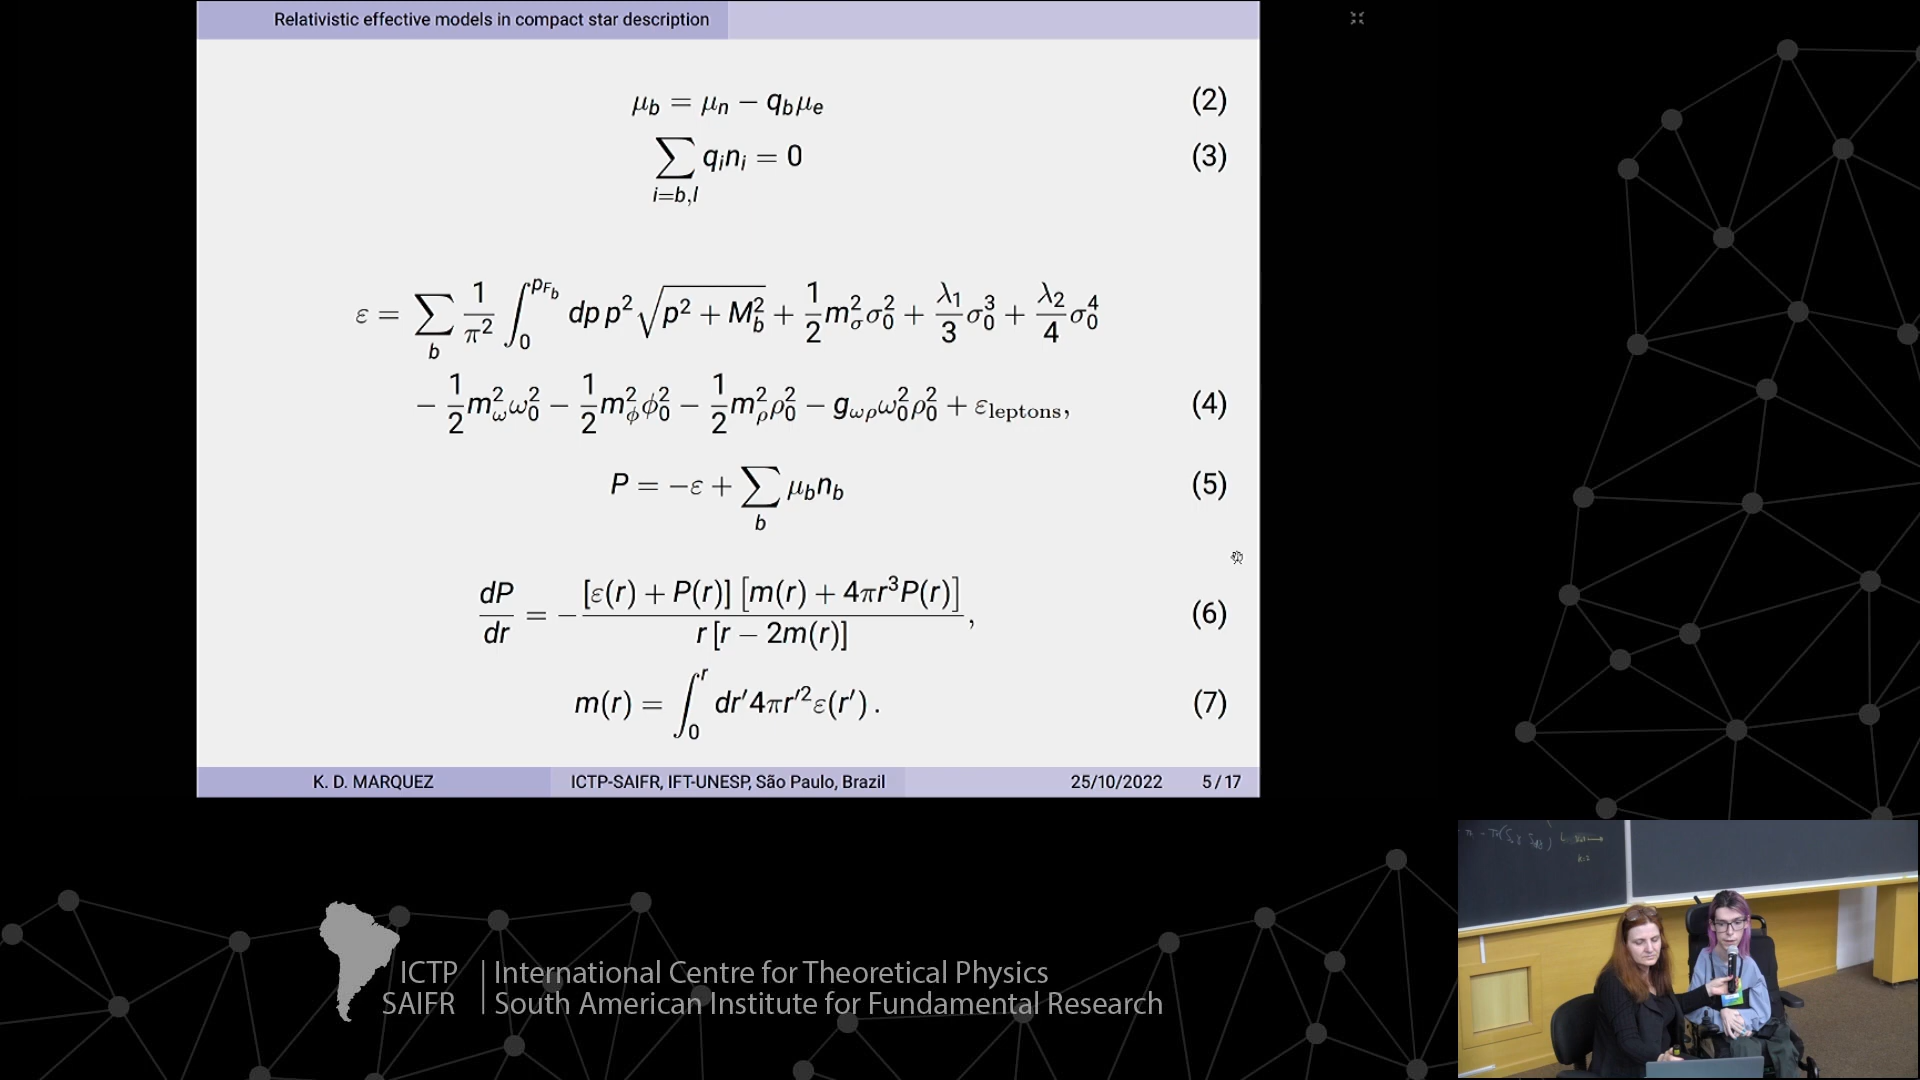 Relativistic effective models in compact star description
μ_b = μ_n − q_b μ_e (2)
∑_{i=b,l} q_i n_i = 0 (3)
ε = ∑_b 1/π² ∫_0^{p_{F_b}} dp p² √(p² + M_b²) + 1/2 m_σ² σ_0² + λ_1/3 σ_0³ + λ_2/4 σ_0⁴
− 1/2 m_ω² ω_0² − 1/2 m_ϕ² ϕ_0² − 1/2 m_ρ² ρ_0² − g_{ωρ} ω_0² ρ_0² + ε_leptons, (4)
P = −ε + ∑_b μ_b n_b (5)
dP/dr = − [ε(r) + P(r)] [m(r) + 4πr³P(r)] / r [r − 2m(r)], (6)
m(r) = ∫_0^r dr′4πr′²ε(r′). (7)
K. D. MARQUEZ ICTP-SAIFR, IFT-UNESP, São Paulo, Brazil 25/10/2022 5 / 17
ICTP | International Centre for Theoretical Physics
SAIFR | South American Institute for Fundamental Research